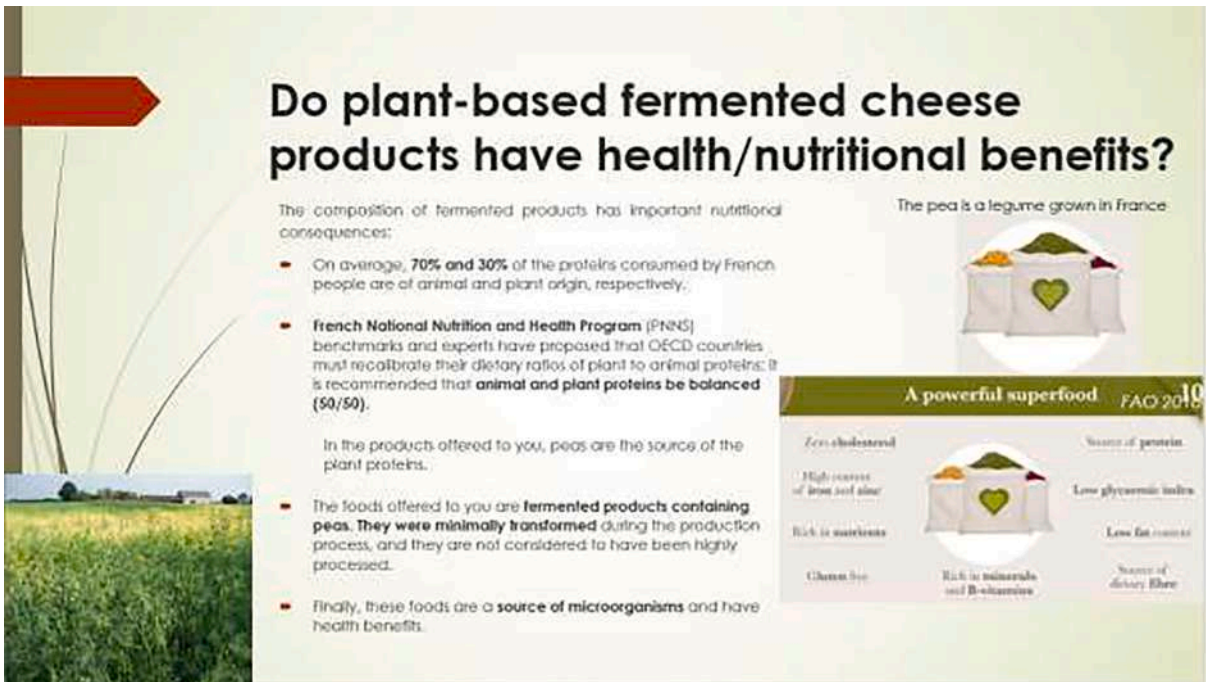 Do plant-based fermented cheese
products have health/nutritional benefits?
The composition of fermented products has important nutritional
consequences:
On average, 70% and 30% of the proteins consumed by French
people are of animal and plant origin, respectively.
French National Nutrition and Health Program (PNNS)
benchmarks and experts have proposed that OECD countries
must recalibrate their dietary ratios of plant to animal proteins: it
is recommended that animal and plant proteins be balanced
(50/50).
In the products offered to you, peas are the source of the
plant proteins.
The foods offered to you are fermented products containing
peas. They were minimally transformed during the production
process, and they are not considered to have been highly
processed.
Finally, these foods are a source of microorganisms and have
health benefits.
The pea is a legume grown in France
A powerful superfood
FAO
10
Zero cholesterol
Source of protein
High content
of iron and zinc
Low glycaemic index
Rich in nutrients
Low fat content
Gluten free
Rich in minerals
and B-vitamins
Source of
dietary fibre